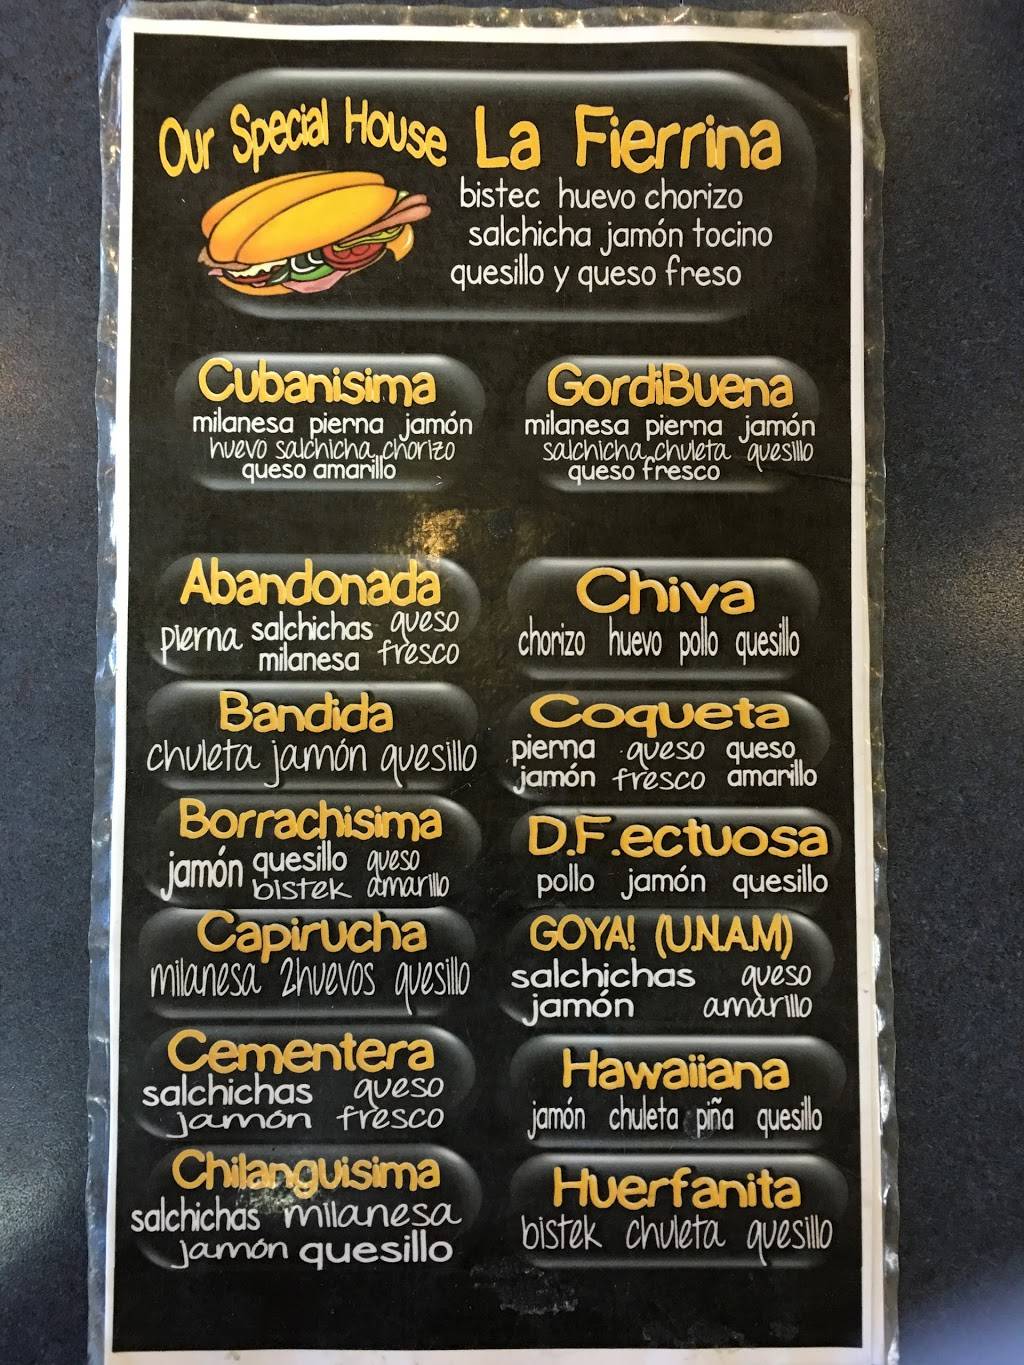 Our Special House La Fierrina
bistec huevo chorizo
salchicha jamón tocino
quesillo y queso freso
Cubanisima
milanesa pierna jamón
huevo salchicha chorizo
queso amarillo
GordiBuena
milanesa pierna jamón
salchicha chuleta quesillo
queso fresco
Abandonada
pierna salchichas queso
milanesa fresco
Chiva
chorizo huevo pollo quesillo
Bandida
chuleta jamón quesillo
Coqueta
pierna queso queso
jamón fresco amarillo
Borrachisima
jamón quesillo queso
bistek amarillo
D.F.ectuosa
pollo jamón quesillo
Capirucha
milanesa 2huevos quesillo
GOYA! (U.N.A.M)
salchichas queso
jamón amarillo
Cementera
salchichas queso
jamón fresco
Hawaiiana
jamón chuleta piña quesillo
Chilanguisima
salchichas milanesa
jamón quesillo
Huerfanita
bistek chuleta quesillo